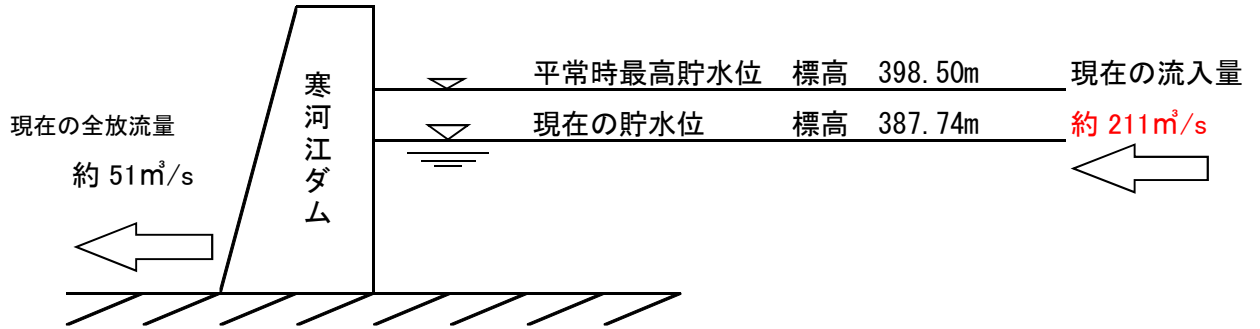 平常時最高貯水位　標高　398.50m
現在の流入量
現在の貯水位　標高　387.74m
約 211㎥/s
現在の全放流量
約 51㎥/s
寒河江ダム